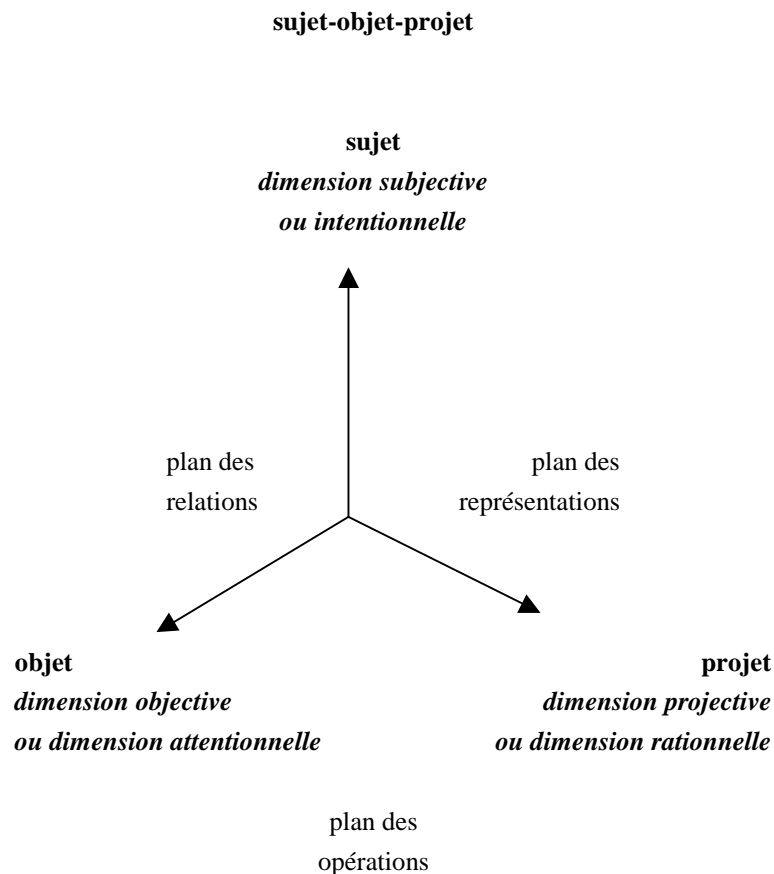 sujet-objet-projet
sujet
dimension subjective
ou intentionnelle
plan des
relations
plan des
représentations
objet
dimension objective
ou dimension attentionnelle
projet
dimension projective
ou dimension rationnelle
plan des
opérations